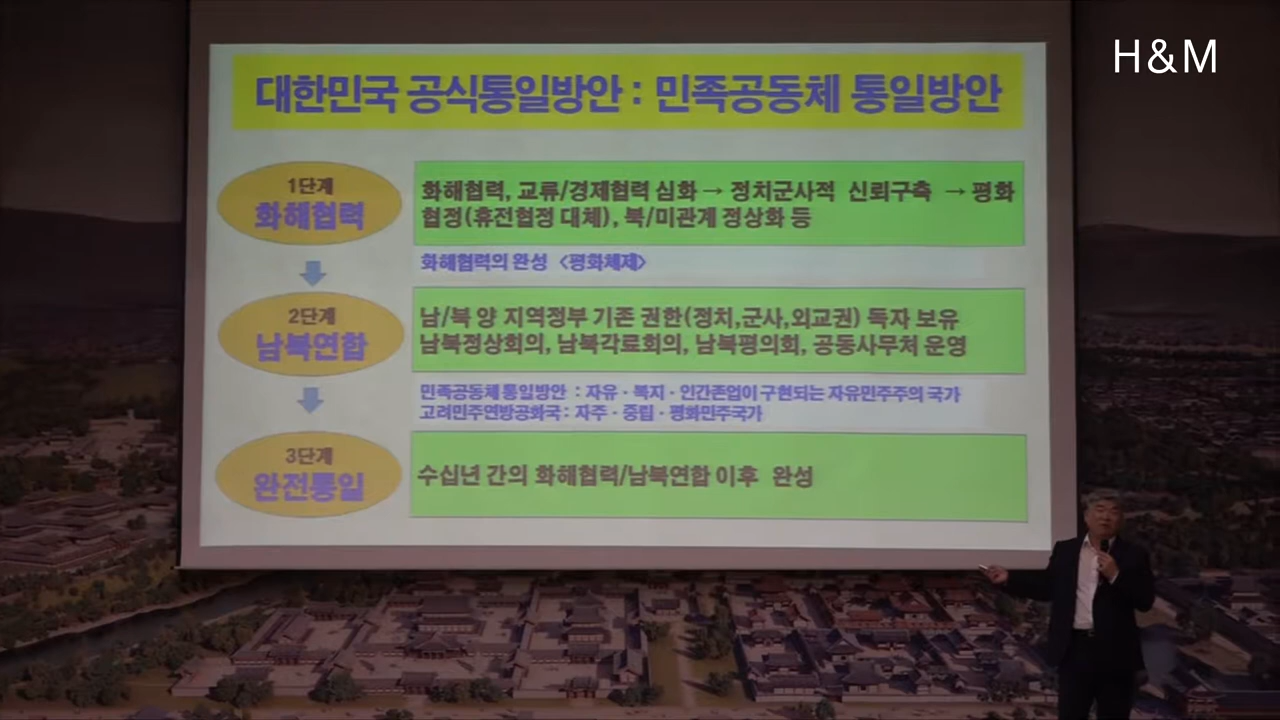 H&M
대한민국 공식통일방안 : 민족공동체 통일방안
1단계
화해협력
화해협력, 교류/경제협력 심화 → 정치군사적 신뢰구축 → 평화
협정(휴전협정 대체), 북/미관계 정상화 등
화해협력의 완성 <평화체제>
2단계
남북연합
남/북 양 지역정부 기존 권한(정치,군사,외교권) 독자 보유
남북정상회의, 남북각료회의, 남북평의회, 공동사무처 운영
민족공동체 통일방안 : 자유 · 복지 · 인간존엄이 구현되는 자유민주주의 국가
고려민주연방공화국 : 자주 · 중립 · 평화민주국가
3단계
완전통일
수십년 간의 화해협력/남북연합 이후 완성